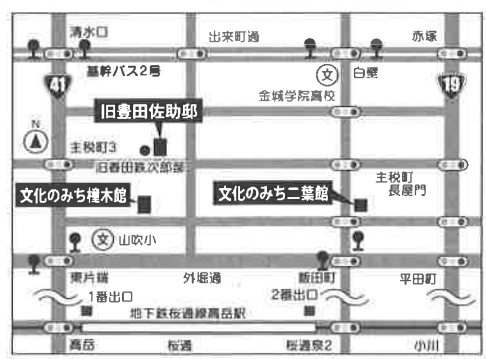 清水口
出来町通
赤塚
基幹バス2号
文
白壁
41
19
金城学院高校
旧豊田佐助邸
N
主税町3
旧春田鉄次郎邸
主税町
長屋門
文化のみち橦木館
文化のみち二葉館
文
山吹小
東片端
外堀通
飯田町
平田町
1番出口
2番出口
地下鉄桜通線高岳駅
高岳
桜通
桜通泉2
小川